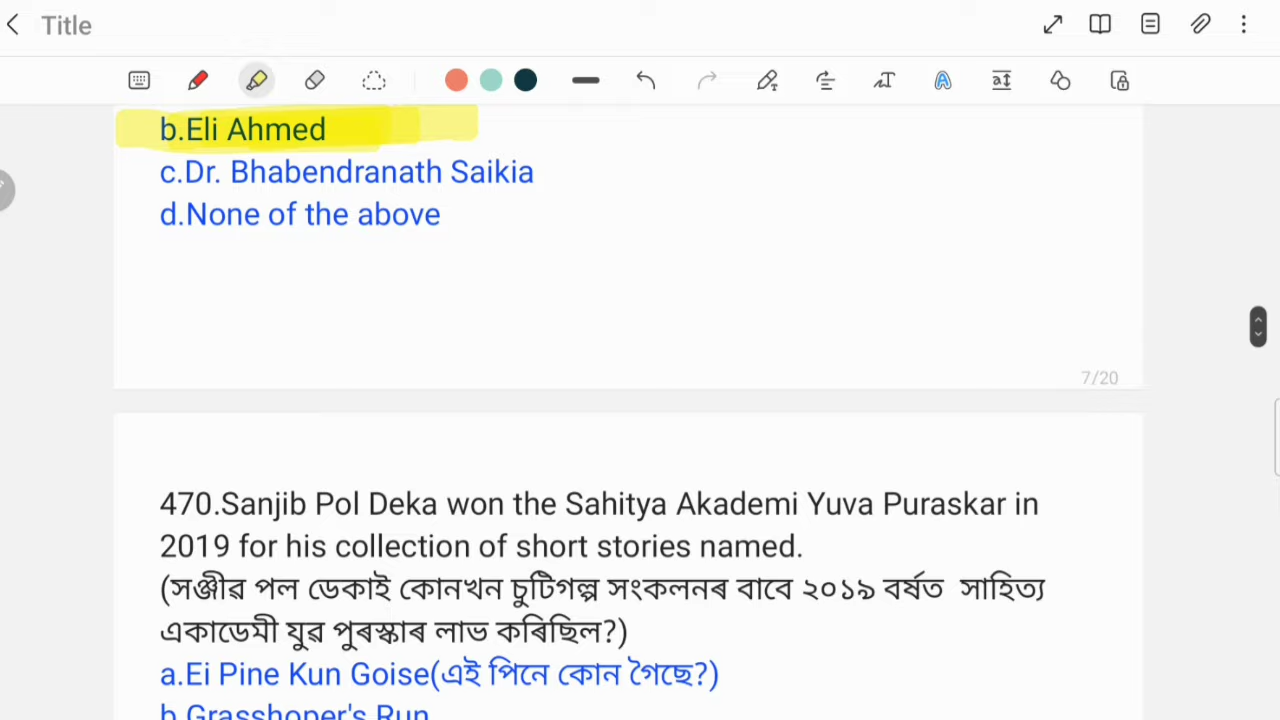 Title
b.Eli Ahmed
c.Dr. Bhabendranath Saikia
d.None of the above
7/20
470.Sanjib Pol Deka won the Sahitya Akademi Yuva Puraskar in
2019 for his collection of short stories named.
(সঞ্জীৱ পল ডেকাই কোনখন চুটিগল্প সংকলনৰ বাবে ২০১৯ বৰ্ষত সাহিত্য
একাডেমী যুৱ পুৰস্কাৰ লাভ কৰিছিল?)
a.Ei Pine Kun Goise(এই পিনে কোন গৈছে?)
b.Grasshoper's Run